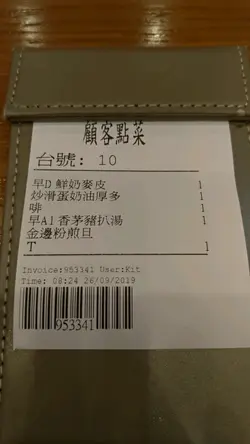 顧客點菜
台號: 10
早D 鮮奶麥皮 1
炒滑蛋奶油厚多 1
啡 1
早A1 香茅豬扒湯 1
金邊粉煎旦
T 1
Invoice:953341 User:Kit
Time: 08:24 26/09/2019
953341